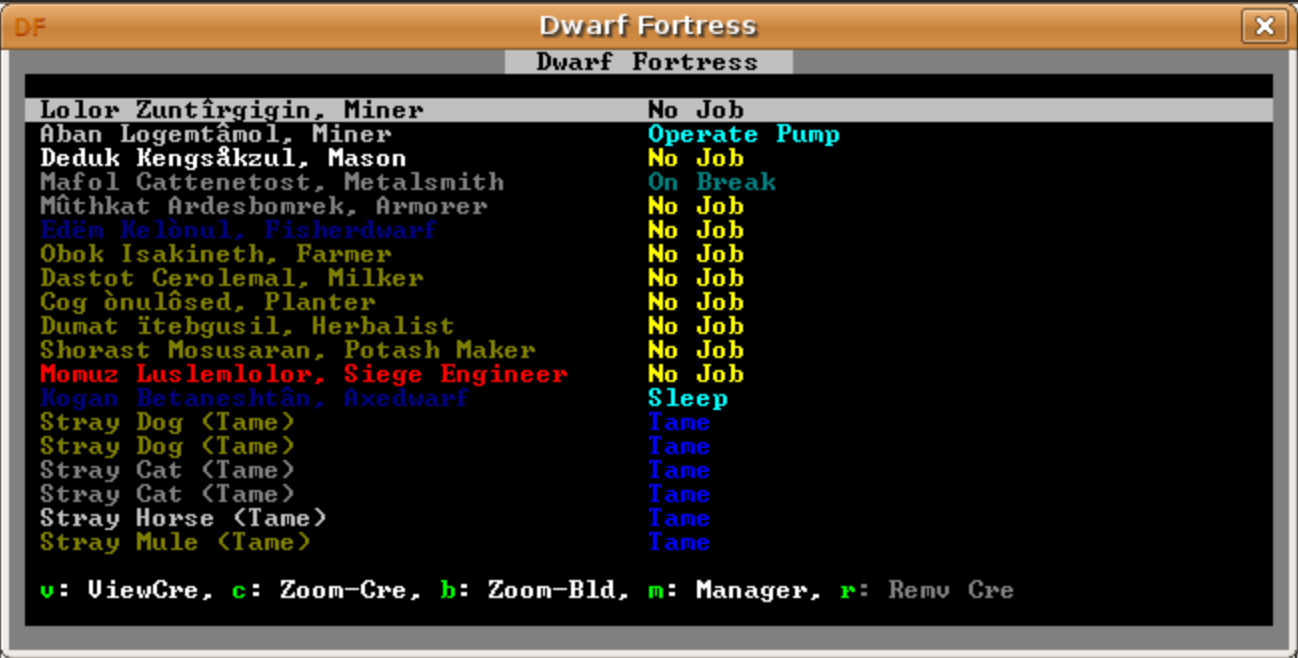 DF Dwarf Fortress
Dwarf Fortress
Lolor Zuntîrgigin, Miner No Job
Aban Logemtâmol, Miner Operate Pump
Deduk Kengsåkzul, Mason No Job
Mafol Cattenetost, Metalsmith On Break
Mûthkat Ardesbomrek, Armorer No Job
Edëm Kelònul, Fisherdwarf No Job
Obok Isakineth, Farmer No Job
Dastot Cerolemal, Milker No Job
Cog ònulôsed, Planter No Job
Dumat ïtebgusil, Herbalist No Job
Shorast Mosusaran, Potash Maker No Job
Momuz Luslemlolor, Siege Engineer No Job
Kogan Betaneshtân, Axedwarf Sleep
Stray Dog (Tame) Tame
Stray Dog (Tame) Tame
Stray Cat (Tame) Tame
Stray Cat (Tame) Tame
Stray Horse (Tame) Tame
Stray Mule (Tame) Tame
v: ViewCre, c: Zoom-Cre, b: Zoom-Bld, m: Manager, r: Remv Cre